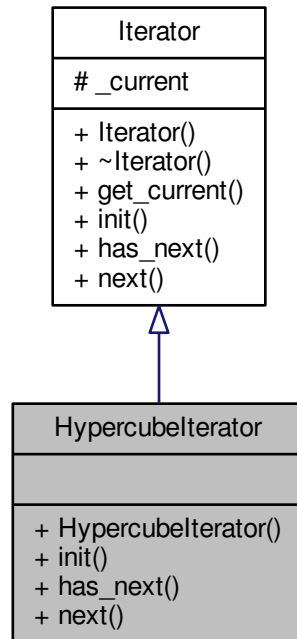 Iterator
# _current
+ Iterator()
+ ~Iterator()
+ get_current()
+ init()
+ has_next()
+ next()
HypercubeIterator
+ HypercubeIterator()
+ init()
+ has_next()
+ next()